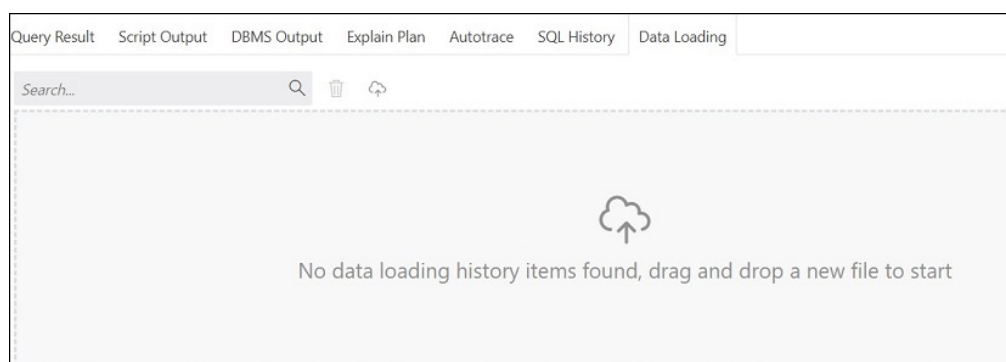 Query Result Script Output DBMS Output Explain Plan Autotrace SQL History Data Loading
Search...
No data loading history items found, drag and drop a new file to start